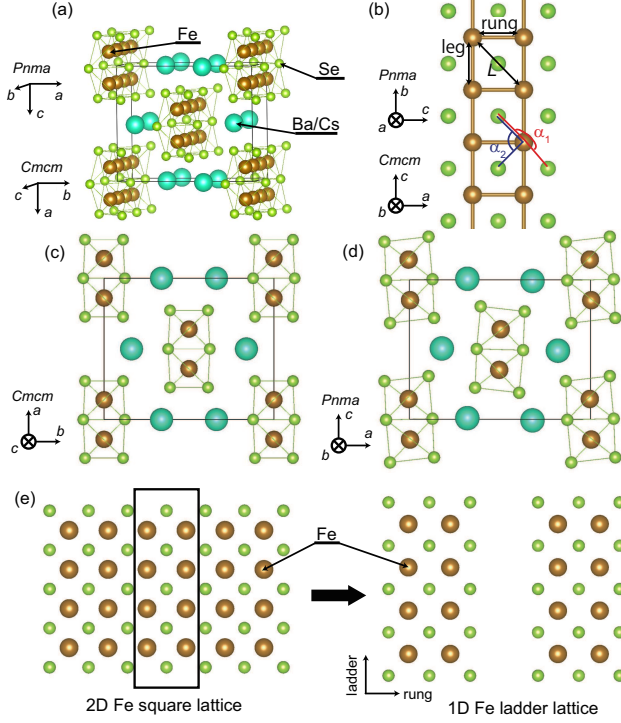 (a)
Fe
Se
Ba/Cs
Pnma
b
a
c
Cmcm
c
b
a
(b)
rung
leg
L
α1
α2
Pnma
b
c
a
Cmcm
c
a
b
(c)
Cmcm
a
b
c
(d)
Pnma
c
a
b
(e)
Fe
ladder
rung
2D Fe square lattice
1D Fe ladder lattice